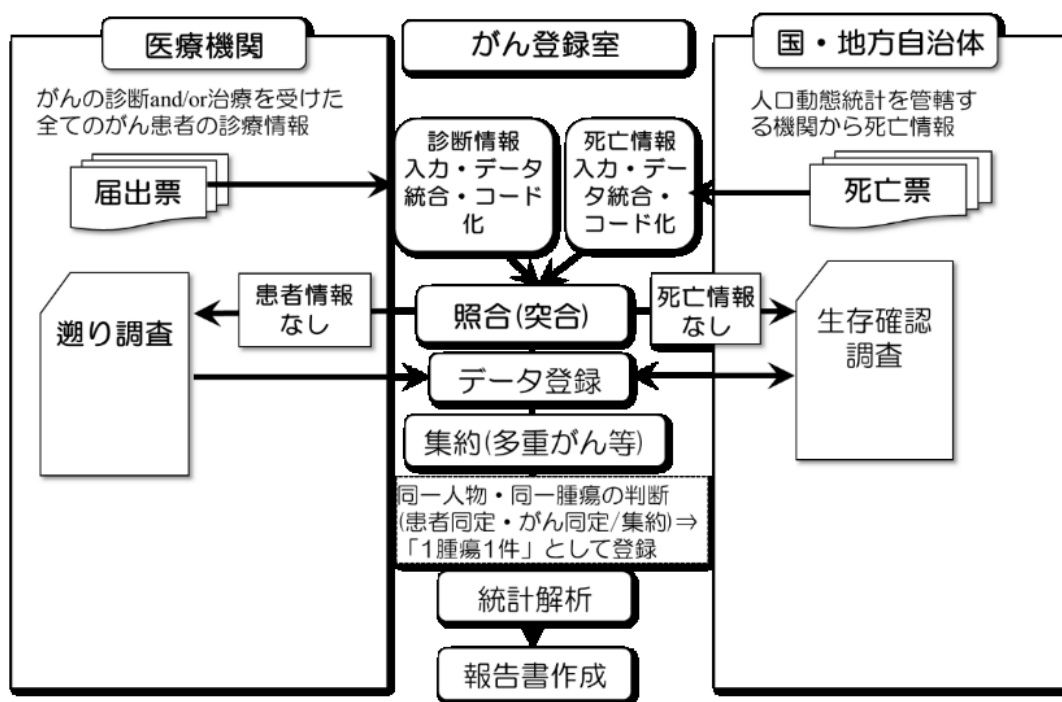 医療機関
がんの診断and/or治療を受けた
全てのがん患者の診療情報
届出票
遡り調査
患者情報
なし
がん登録室
診断情報
入力・データ
統合・コード
化
死亡情報
入力・デー
タ統合・
コード化
照合(突合)
データ登録
集約(多重がん等)
同一人物・同一腫瘍の判断
(患者同定・がん同定/集約)⇒
「1腫瘍1件」として登録
統計解析
報告書作成
国・地方自治体
人口動態統計を管轄す
る機関から死亡情報
死亡票
死亡情報
なし
生存確認
調査